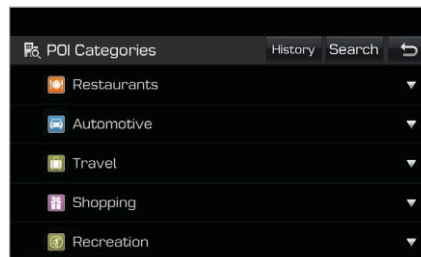 POI Categories History Search
Restaurants
Automotive
Travel
Shopping
Recreation